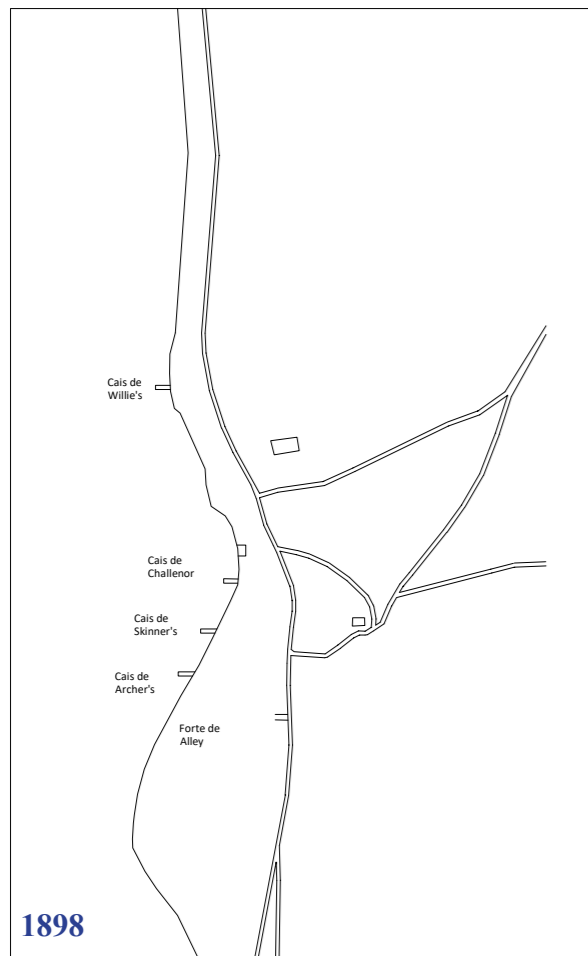 Cais de
Willie's
Cais de
Challenor
Cais de
Skinner's
Cais de
Archer's
Forte de
Alley
1898